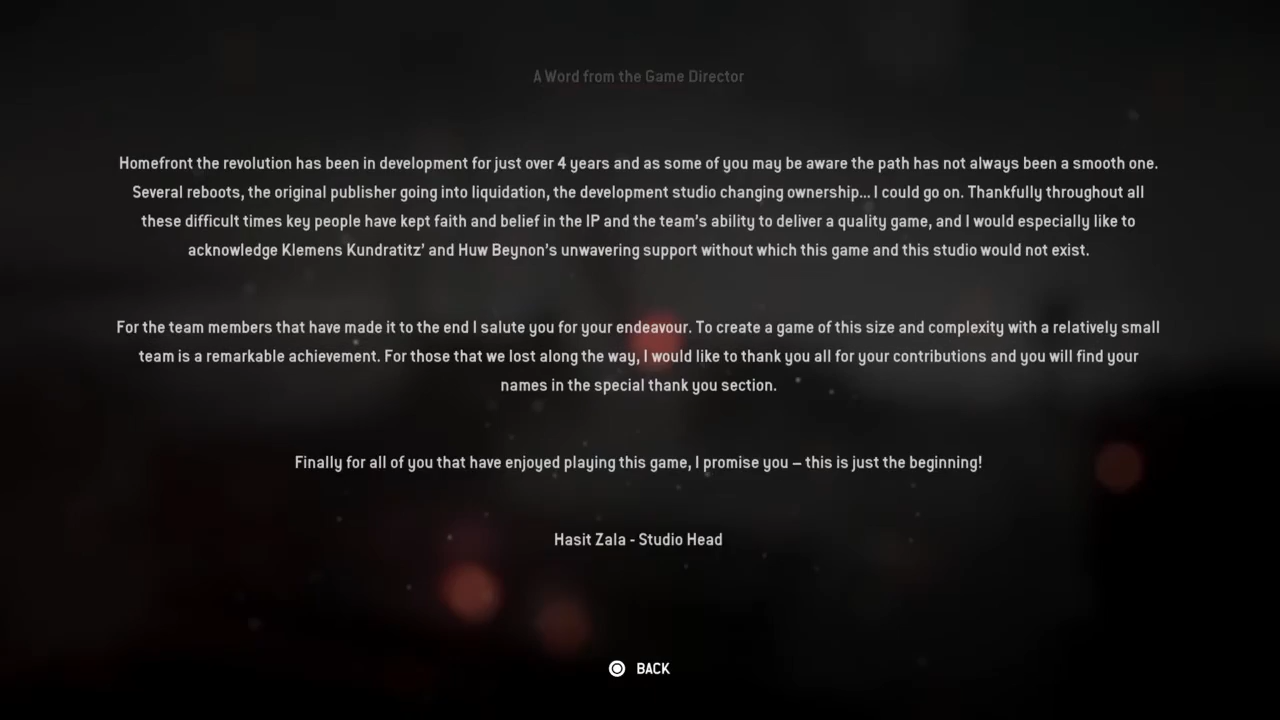 A Word from the Game Director
Homefront the revolution has been in development for just over 4 years and as some of you may be aware the path has not always been a smooth one.
Several reboots, the original publisher going into liquidation, the development studio changing ownership... I could go on. Thankfully throughout all
these difficult times key people have kept faith and belief in the IP and the team's ability to deliver a quality game, and I would especially like to
acknowledge Klemens Kundratitz' and Huw Beynon's unwavering support without which this game and this studio would not exist.
For the team members that have made it to the end I salute you for your endeavour. To create a game of this size and complexity with a relatively small
team is a remarkable achievement. For those that we lost along the way, I would like to thank you all for your contributions and you will find your
names in the special thank you section.
Finally for all of you that have enjoyed playing this game, I promise you – this is just the beginning!
Hasit Zala - Studio Head
BACK